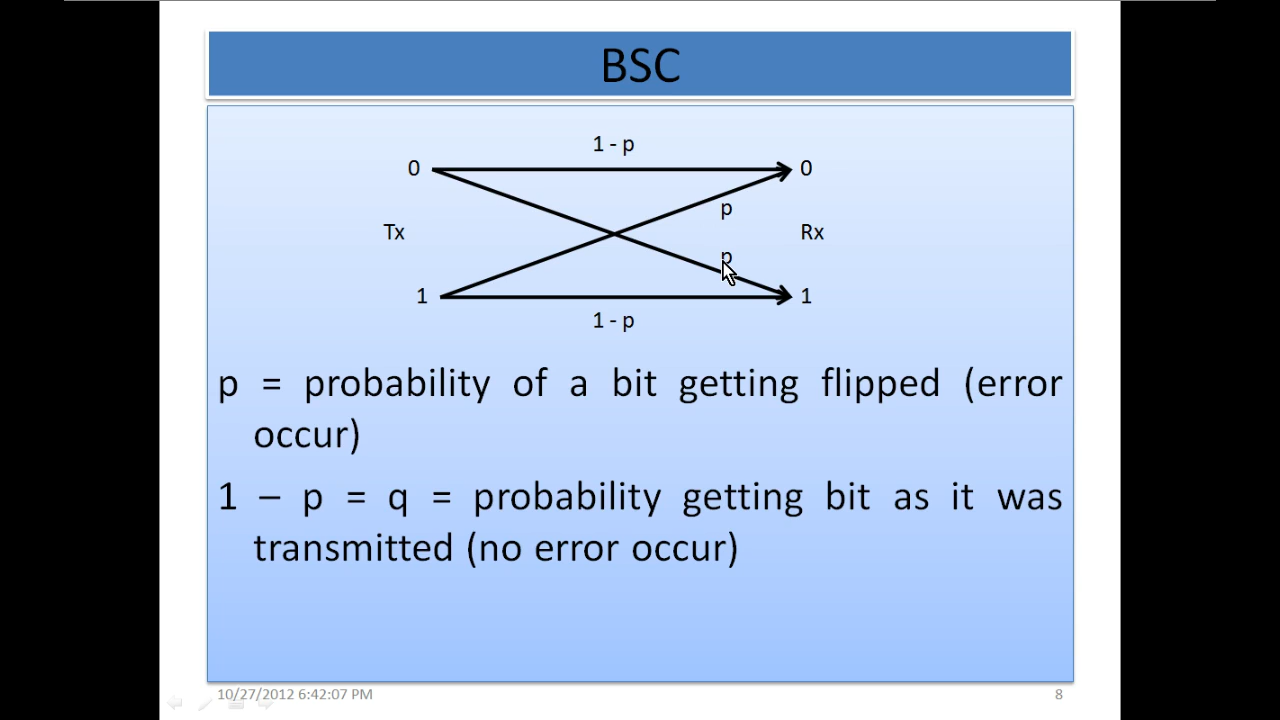 BSC
1 - p
0
0
p
Tx
Rx
p
1
1
1 - p
p = probability of a bit getting flipped (error
occur)
1 – p = q = probability getting bit as it was
transmitted (no error occur)
10/27/2012 6:42:07 PM
8